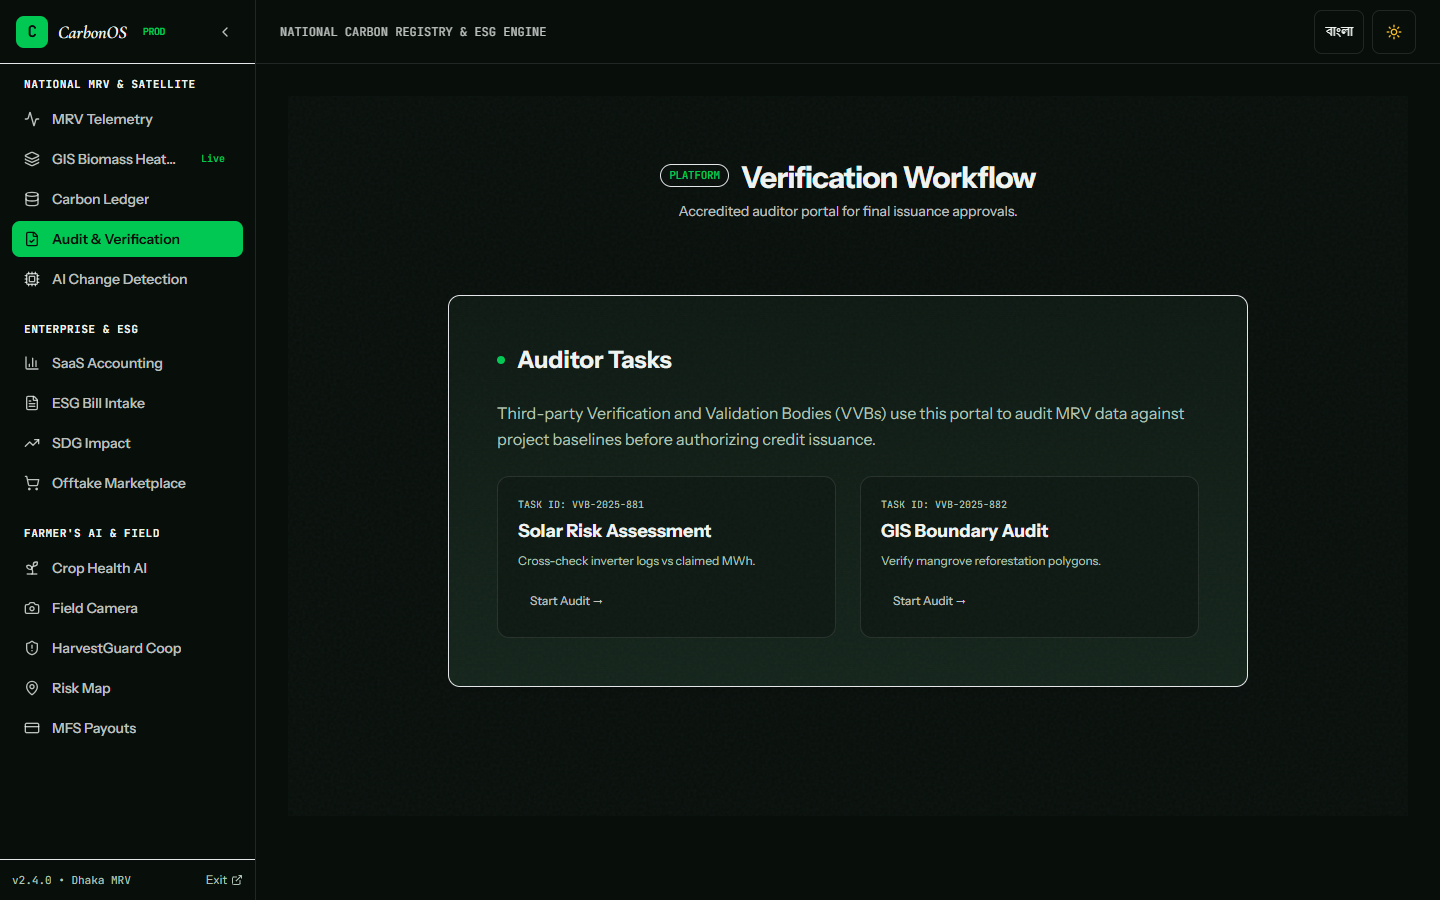 C CarbonOS PROD
NATIONAL MRV & SATELLITE
MRV Telemetry
GIS Biomass Heat... Live
Carbon Ledger
Audit & Verification
AI Change Detection
ENTERPRISE & ESG
SaaS Accounting
ESG Bill Intake
SDG Impact
Offtake Marketplace
FARMER'S AI & FIELD
Crop Health AI
Field Camera
HarvestGuard Coop
Risk Map
MFS Payouts
v2.4.0 • Dhaka MRV
Exit
NATIONAL CARBON REGISTRY & ESG ENGINE
বাংলা
PLATFORM Verification Workflow
Accredited auditor portal for final issuance approvals.
Auditor Tasks
Third-party Verification and Validation Bodies (VVBs) use this portal to audit MRV data against
project baselines before authorizing credit issuance.
TASK ID: VVB-2025-881
Solar Risk Assessment
Cross-check inverter logs vs claimed MWh.
Start Audit →
TASK ID: VVB-2025-882
GIS Boundary Audit
Verify mangrove reforestation polygons.
Start Audit →